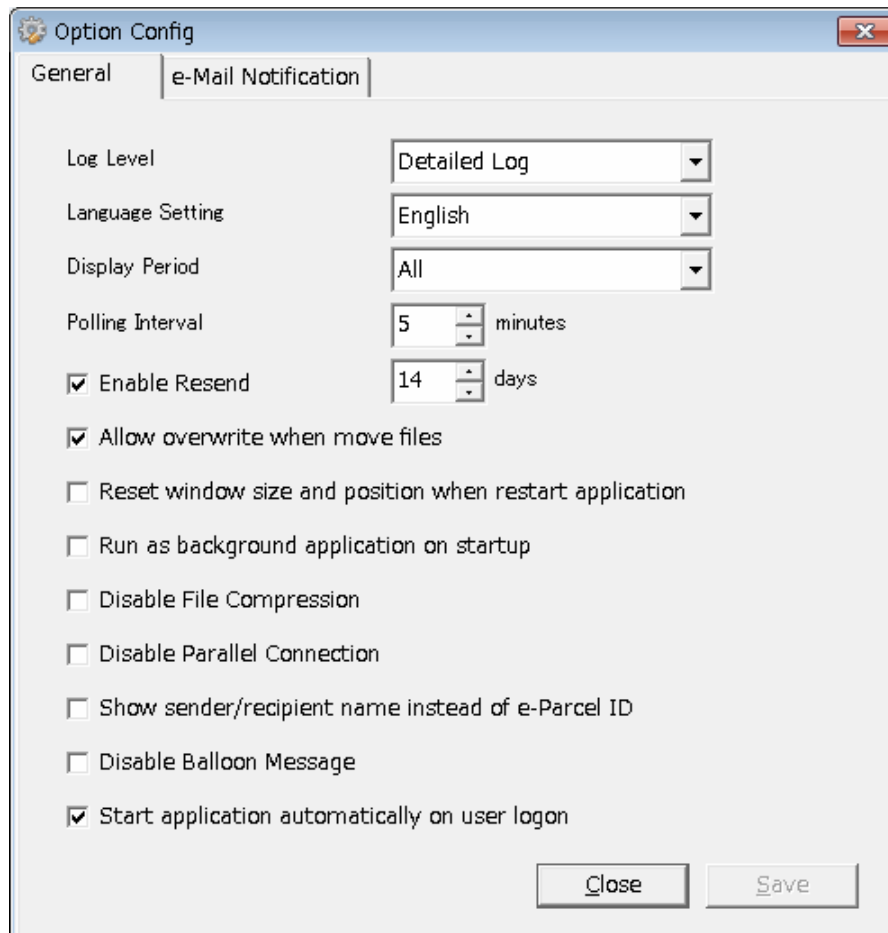 Option Config
General
e-Mail Notification
Log Level
Detailed Log
Language Setting
English
Display Period
All
Polling Interval
5
minutes
Enable Resend
14
days
Allow overwrite when move files
Reset window size and position when restart application
Run as background application on startup
Disable File Compression
Disable Parallel Connection
Show sender/recipient name instead of e-Parcel ID
Disable Balloon Message
Start application automatically on user logon
Close
Save